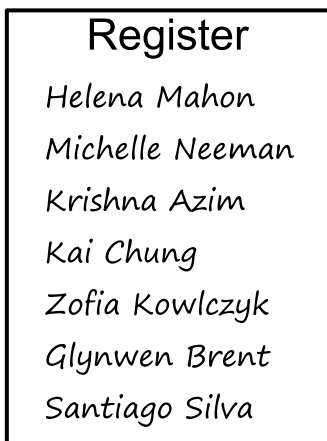 Register
Helena Mahon
Michelle Neeman
Krishna Azim
Kai Chung
Zofia Kowlczyk
Glynwen Brent
Santiago Silva